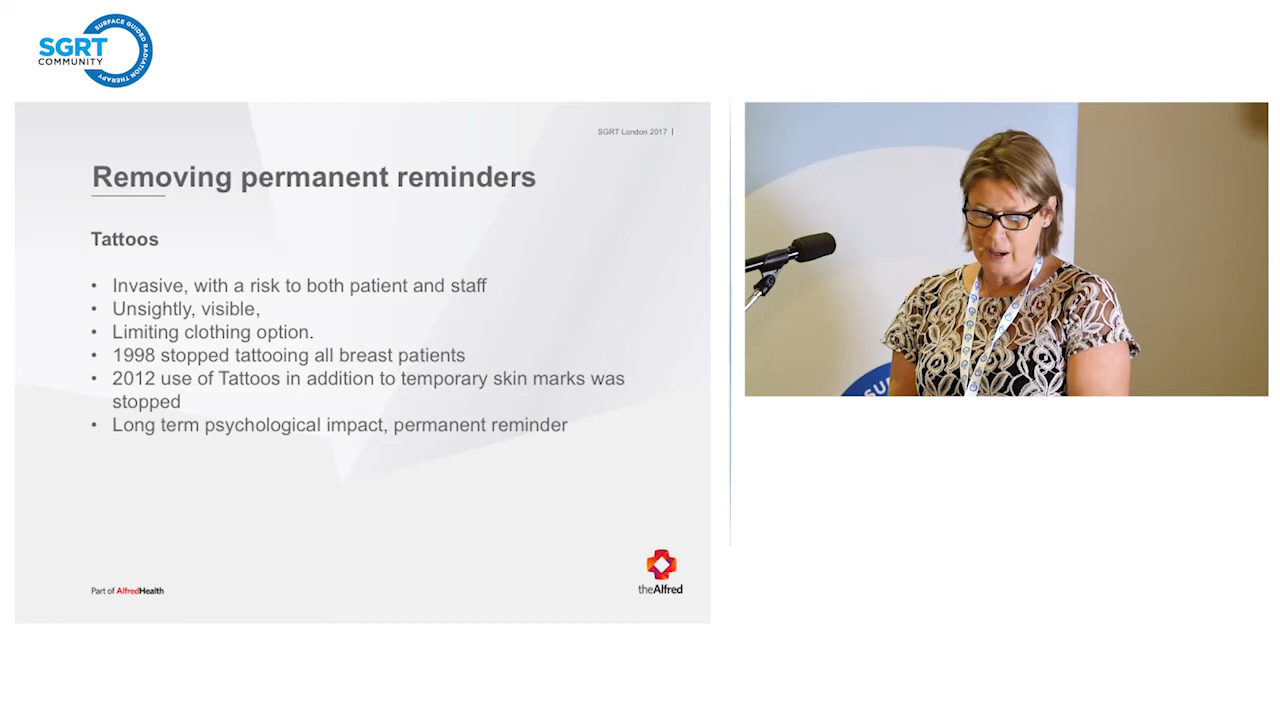 SURFACE GUIDED RADIATION THERAPY
SGRT
COMMUNITY
SGRT London 2017 |
Removing permanent reminders
Tattoos
• Invasive, with a risk to both patient and staff
• Unsightly, visible,
• Limiting clothing option.
• 1998 stopped tattooing all breast patients
• 2012 use of Tattoos in addition to temporary skin marks was
stopped
• Long term psychological impact, permanent reminder
Part of AlfredHealth
theAlfred
SU